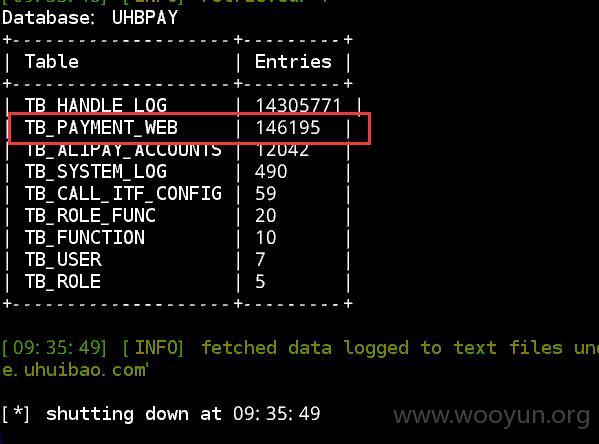 Database: UHBPAY
+--------------------+---------+
| Table | Entries |
+--------------------+---------+
| TB_HANDLE_LOG | 14305771 |
| TB_PAYMENT_WEB | 146195 |
| TB_ALIPAY_ACCOUNTS | 12042 |
| TB_SYSTEM_LOG | 490 |
| TB_CALL_ITF_CONFIG | 59 |
| TB_ROLE_FUNC | 20 |
| TB_FUNCTION | 10 |
| TB_USER | 7 |
| TB_ROLE | 5 |
+--------------------+---------+
[09:35:49] [INFO] fetched data logged to text files und
e.uhuibao.com'
[*] shutting down at 09:35:49
www.wooyun.org